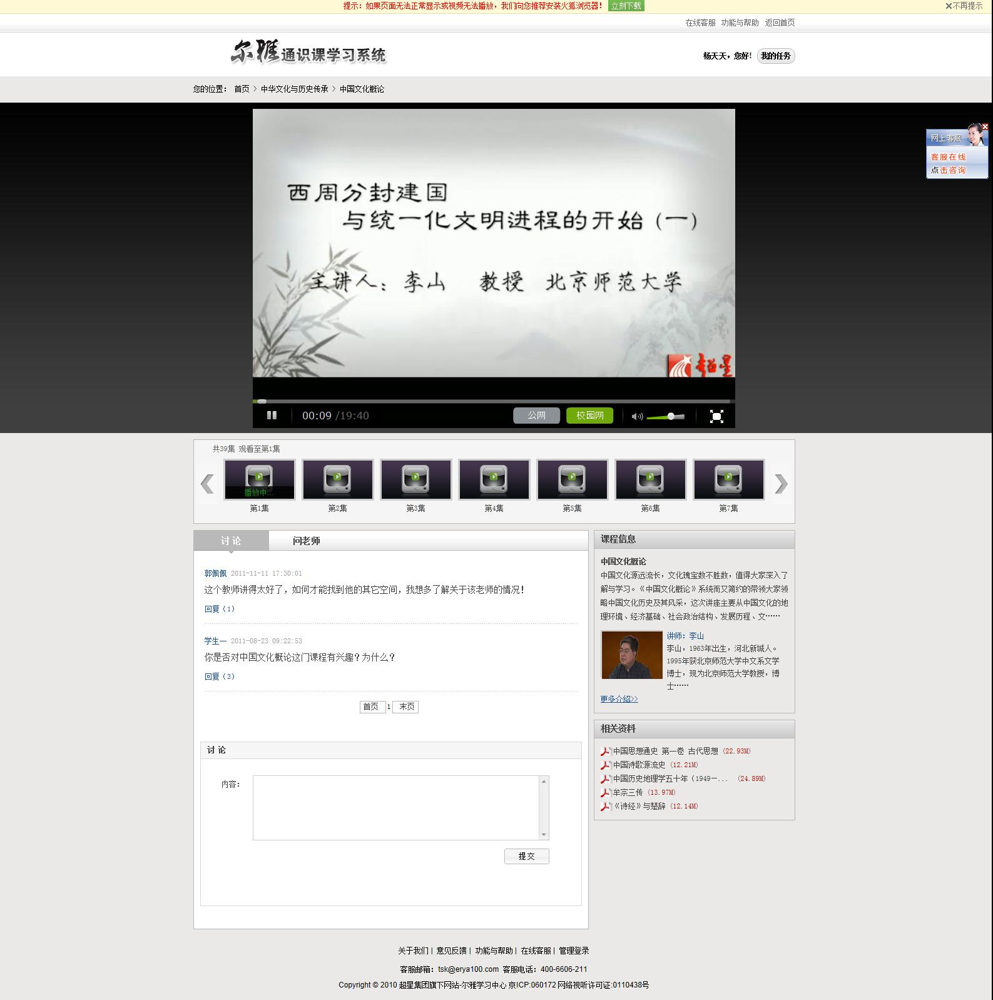 提示：如果页面无法正常显示或视频无法播放，我们向您推荐安装火狐浏览器！ 立刻下载 不再提示
在线客服 功能与帮助 返回首页
尔雅通识课学习系统
杨天天，您好！ 我的任务
您的位置： 首页 > 中华文化与历史传承 > 中国文化概论
网上客服
客服在线
点击咨询
西周分封建国
与统一化文明进程的开始（一）
主讲人：李山 教授 北京师范大学
超星
00:09 /19:40 公网 校园网
共39集 观看至第1集
播放中...
第1集 第2集 第3集 第4集 第5集 第6集 第7集
讨 论 问老师
郭佩佩 2011-11-11 17:30:01
这个教师讲得太好了，如何才能找到他的其它空间，我想多了解关于该老师的情况！
回复（1）
学生一 2011-08-23 09:22:53
你是否对中国文化概论这门课程有兴趣？为什么？
回复（3）
首页 1 末页
讨 论
内容：
提交
课程信息
中国文化概论
中国文化源远流长，文化瑰宝数不胜数，值得大家深入了
解与学习。《中国文化概论》系统而又简约的带领大家领
略中国文化历史及其风采，这次讲座主要从中国文化的地
理环境、经济基础、社会政治结构、发展历程、文……
讲师：李山
李山，1963年出生，河北新城人。
1995年获北京师范大学中文系文学
博士，现为北京师范大学教授，博
士……
更多介绍>>
相关资料
中国思想通史 第一卷 古代思想 (22.93M)
中国诗歌源流史 (12.21M)
中国历史地理学五十年（1949—... (24.89M)
牟宗三传 (13.97M)
《诗经》与楚辞 (12.14M)
关于我们 | 意见反馈 | 功能与帮助 | 在线客服 | 管理登录
客服邮箱：tsk@erya100.com 客服电话：400-6606-211
Copyright © 2010 超星集团旗下网站-尔雅学习中心 京ICP:060172 网络视听许可证:0110438号